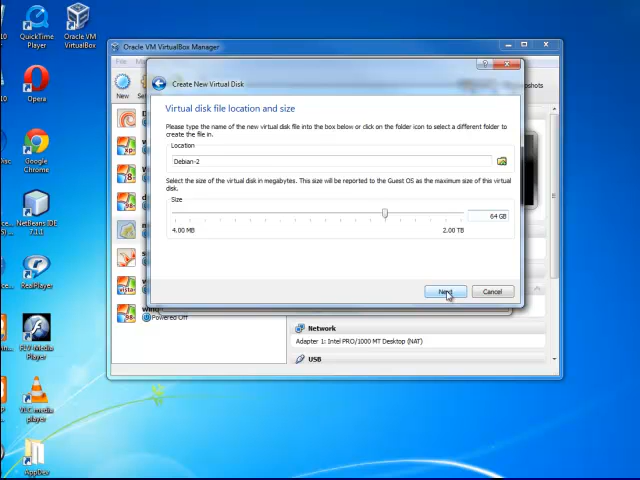 QuickTime
Player
Oracle VM
VirtualBox
Opera
Google
Chrome
NetBeans IDE
7.1.1
RealPlayer
FLV-Media
Player
VLC media
player
AppDev
Oracle VM VirtualBox Manager
File
New
Create New Virtual Disk
Virtual disk file location and size
Please type the name of the new virtual disk file into the box below or click on the folder icon to select a different folder to
create the file in.
Location
Debian-2
Select the size of the virtual disk in megabytes. This size will be reported to the Guest OS as the maximum size of this virtual
disk.
Size
64 GB
4.00 MB
2.00 TB
Next
Cancel
Powered Off
Network
Adapter 1: Intel PRO/1000 MT Desktop (NAT)
USB